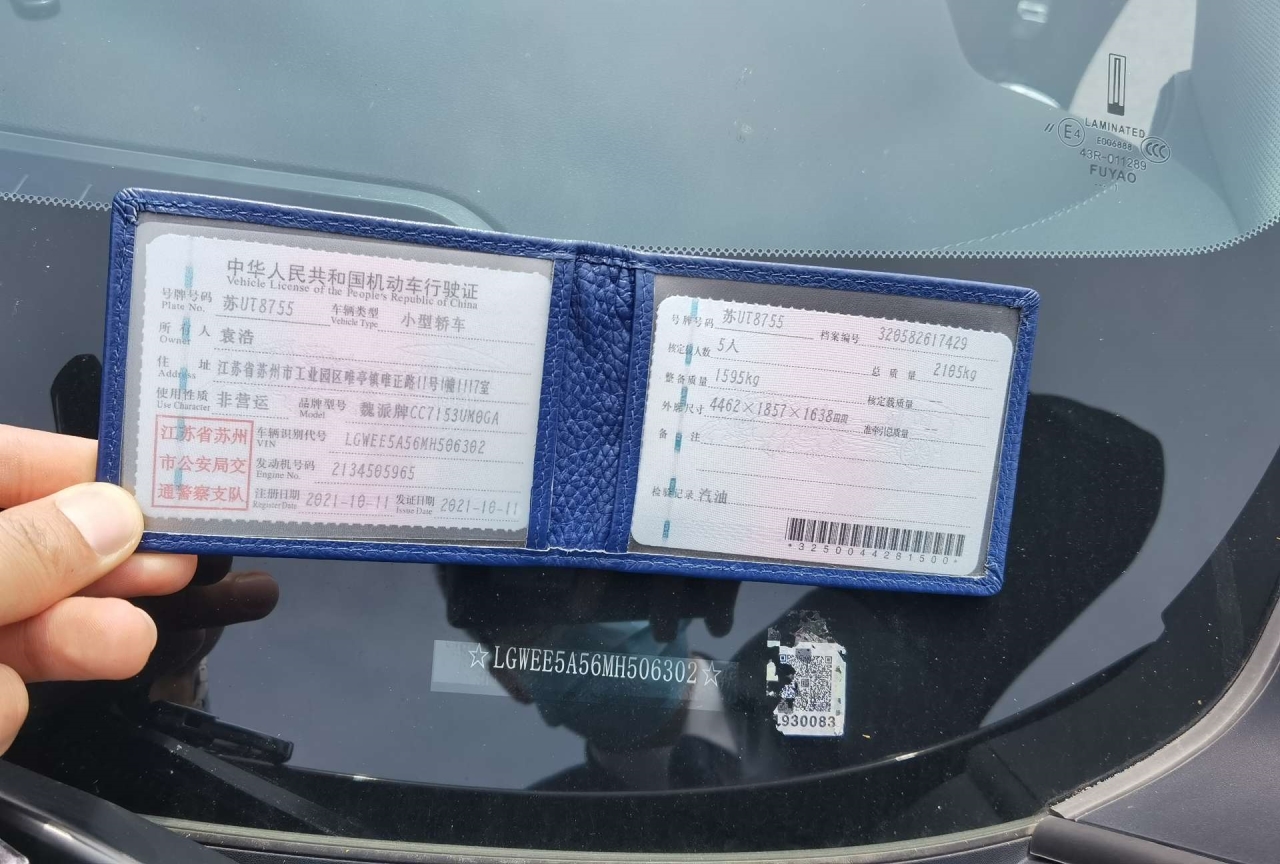 LAMINATED
E4
E006888
CCC
43R-011289
FUYAO
中华人民共和国机动车行驶证
Vehicle License of the People's Republic of China
号牌号码 苏UT8755 车辆类型 小型轿车
Plate No. Vehicle Type
所有人 袁浩
Owner
住址 江苏省苏州市工业园区唯亭镇唯正路11号1幢1117室
Address
使用性质 非营运 品牌型号 魏派牌CC7153UM0GA
Use Character Model
江苏省苏州
市公安局交
通警察支队
车辆识别代号 LGWEE5A56MH506302
VIN
发动机号码 2134505965
Engine No.
注册日期 2021-10-11 发证日期 2021-10-11
Register Date Issue Date
号牌号码 苏UT8755 档案编号 320582617429
核定载人数 5人 总质量 2105kg
整备质量 1595kg 核定载质量 --
外廓尺寸 4462×1857×1638mm 准牵引总质量 --
备注
检验记录 汽油
*3250044281500*
☆LGWEE5A56MH506302☆
930083